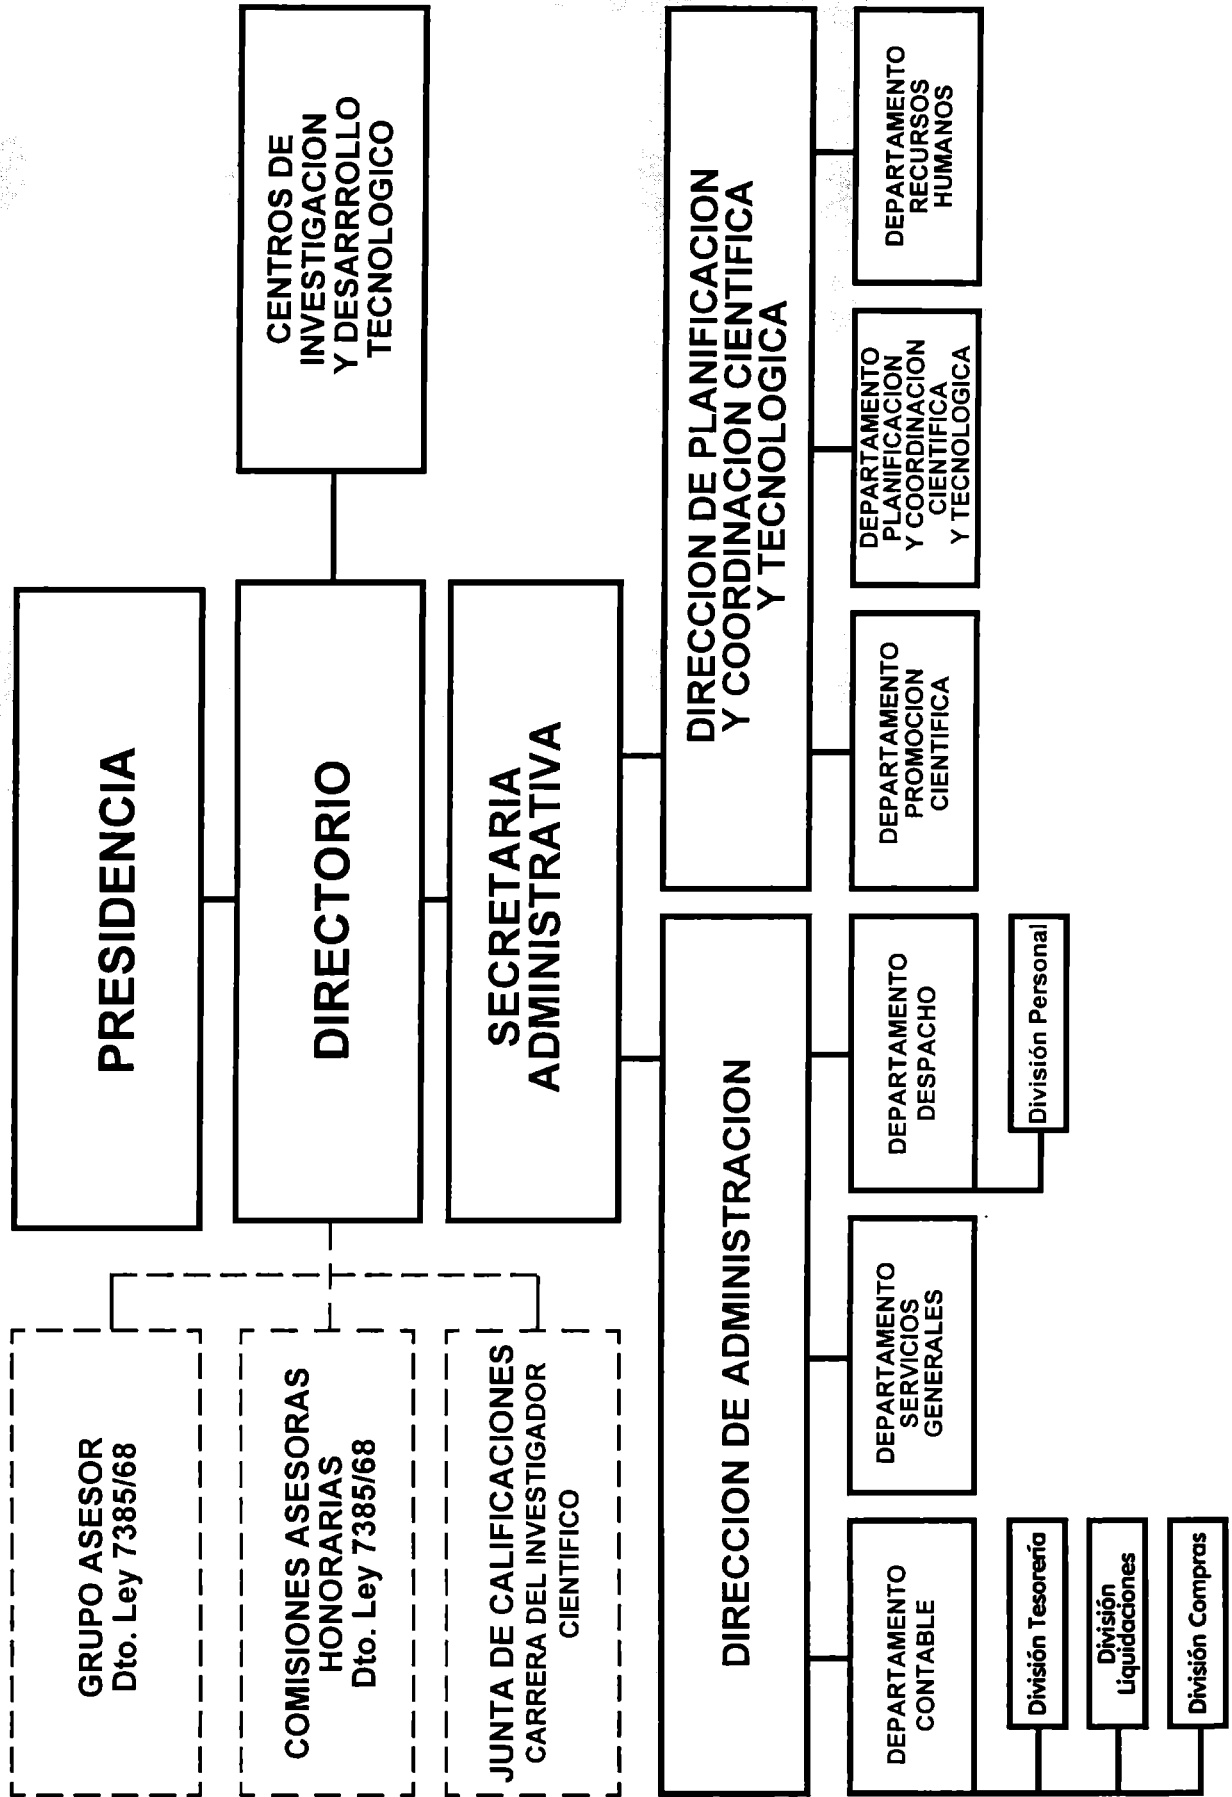 PRESIDENCIA
GRUPO ASESOR
Dto. Ley 7385/68
COMISIONES ASESORAS
HONORARIAS
Dto. Ley 7385/68
DIRECTORIO
CENTROS DE
INVESTIGACION
Y DESARRROLLO
TECNOLOGICO
JUNTA DE CALIFICACIONES
CARRERA DEL INVESTIGADOR
CIENTIFICO
SECRETARIA
ADMINISTRATIVA
DIRECCION DE ADMINISTRACION
DIRECCION DE PLANIFICACION
Y COORDINACION CIENTIFICA
Y TECNOLOGICA
DEPARTAMENTO
CONTABLE
DEPARTAMENTO
SERVICIOS
GENERALES
DEPARTAMENTO
DESPACHO
DEPARTAMENTO
PROMOCION
CIENTIFICA
DEPARTAMENTO
PLANIFICACION
Y COORDINACION
CIENTIFICA
Y TECNOLOGICA
DEPARTAMENTO
RECURSOS
HUMANOS
División Tesorería
División
Liquidaciones
División Compras
División Personal